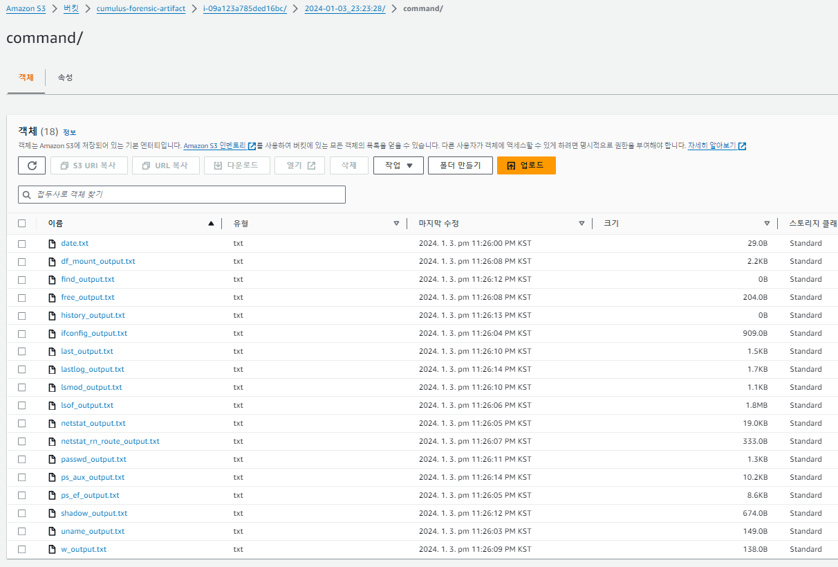 Amazon S3 > 버킷 > cumulus-forensic-artifact > i-09a123a785ded16bc/ > 2024-01-03_23:23:28/ > command/
command/
객체 속성
객체 (18) 정보
객체는 Amazon S3에 저장되어 있는 기본 엔터티입니다. Amazon S3 인벤토리 를 사용하여 버킷에 있는 모든 객체의 목록을 얻을 수 있습니다. 다른 사용자가 객체에 액세스할 수 있게 하려면 명시적으로 권한을 부여해야 합니다. 자세히 알아보기
S3 URI 복사 URL 복사 다운로드 열기 삭제 작업 폴더 만들기 업로드
접두사로 객체 찾기
이름 유형 마지막 수정 크기 스토리지 클래
date.txt txt 2024. 1. 3. pm 11:26:00 PM KST 29.0B Standard
df_mount_output.txt txt 2024. 1. 3. pm 11:26:08 PM KST 2.2KB Standard
find_output.txt txt 2024. 1. 3. pm 11:26:12 PM KST 0B Standard
free_output.txt txt 2024. 1. 3. pm 11:26:08 PM KST 204.0B Standard
history_output.txt txt 2024. 1. 3. pm 11:26:13 PM KST 0B Standard
ifconfig_output.txt txt 2024. 1. 3. pm 11:26:04 PM KST 909.0B Standard
last_output.txt txt 2024. 1. 3. pm 11:26:10 PM KST 1.5KB Standard
lastlog_output.txt txt 2024. 1. 3. pm 11:26:14 PM KST 1.7KB Standard
lsmod_output.txt txt 2024. 1. 3. pm 11:26:10 PM KST 1.1KB Standard
lsof_output.txt txt 2024. 1. 3. pm 11:26:06 PM KST 1.8MB Standard
netstat_output.txt txt 2024. 1. 3. pm 11:26:05 PM KST 19.0KB Standard
netstat_rn_route_output.txt txt 2024. 1. 3. pm 11:26:07 PM KST 333.0B Standard
passwd_output.txt txt 2024. 1. 3. pm 11:26:11 PM KST 1.3KB Standard
ps_aux_output.txt txt 2024. 1. 3. pm 11:26:14 PM KST 10.2KB Standard
ps_ef_output.txt txt 2024. 1. 3. pm 11:26:05 PM KST 8.6KB Standard
shadow_output.txt txt 2024. 1. 3. pm 11:26:12 PM KST 674.0B Standard
uname_output.txt txt 2024. 1. 3. pm 11:26:03 PM KST 149.0B Standard
w_output.txt txt 2024. 1. 3. pm 11:26:09 PM KST 138.0B Standard